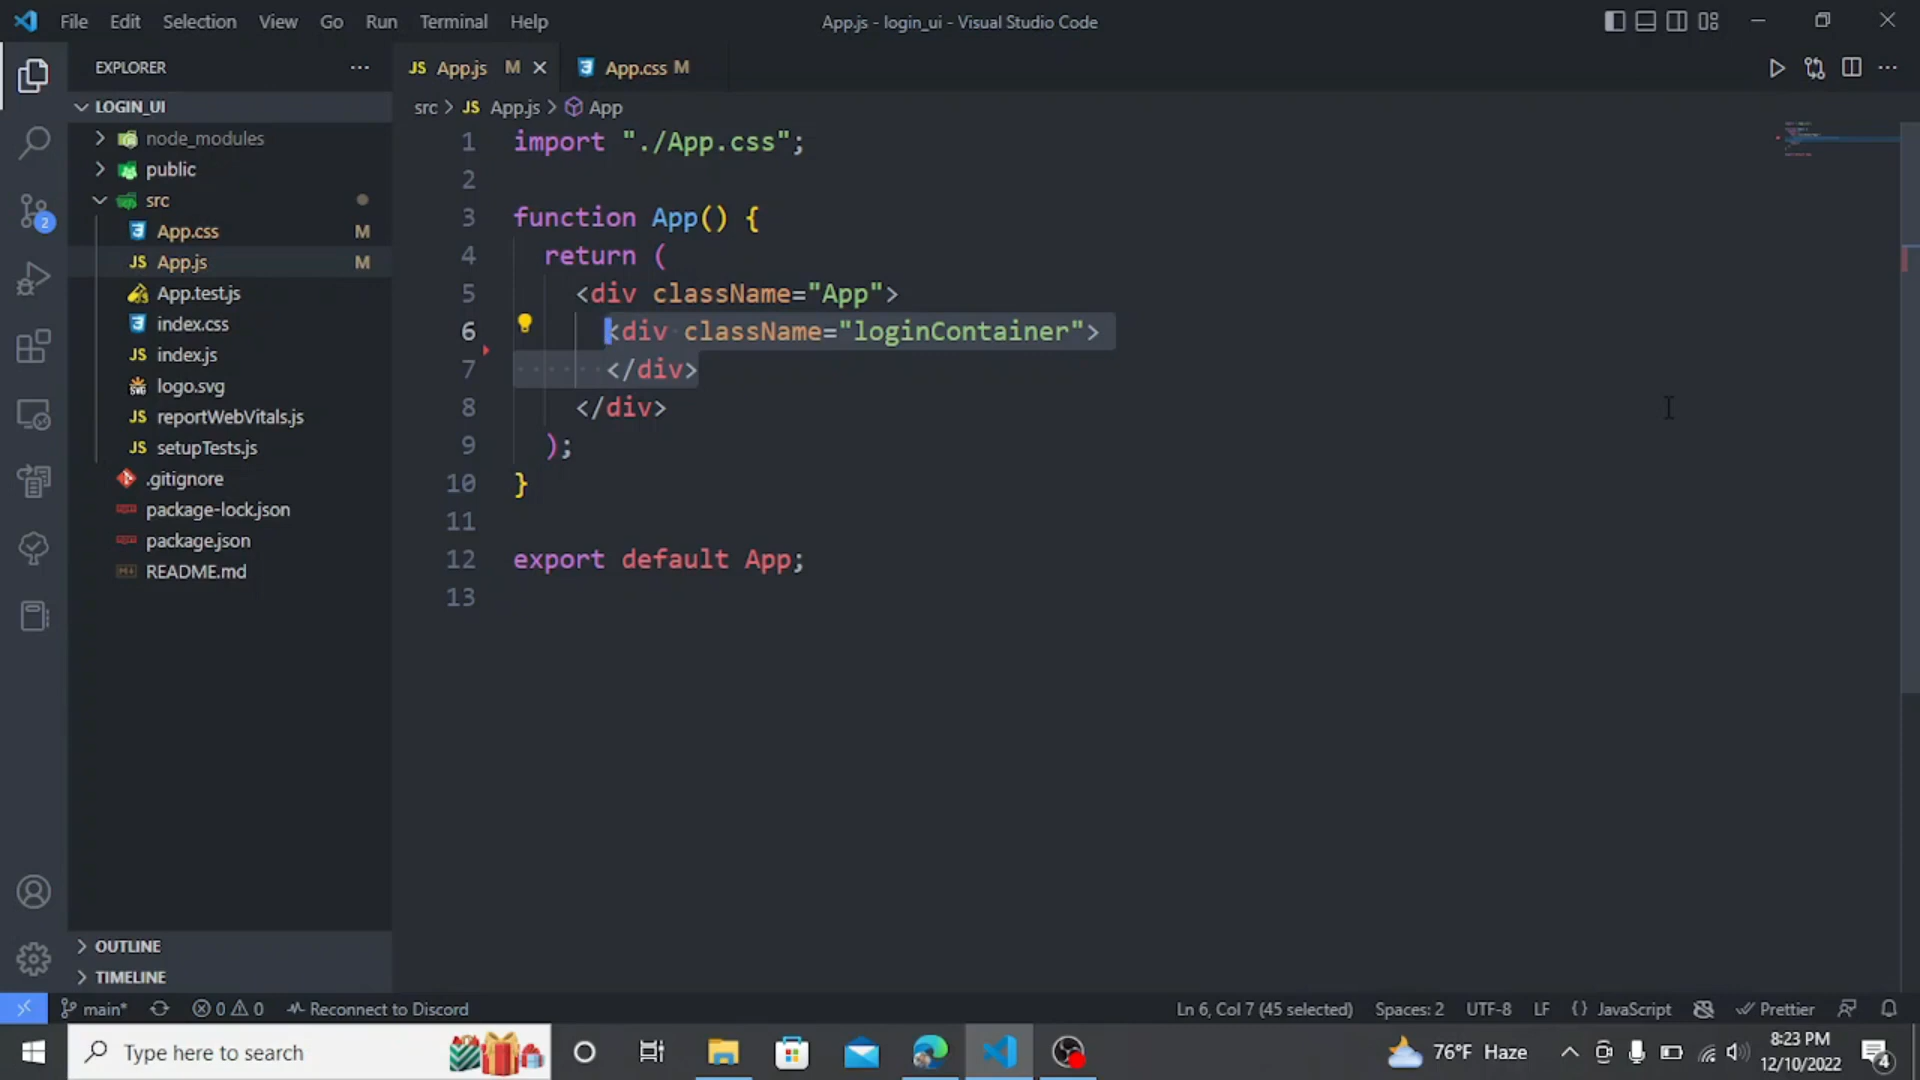 File Edit Selection View Go Run Terminal Help
App.js - login_ui - Visual Studio Code
EXPLORER
JS App.js M
App.css M
LOGIN_UI
src > JS App.js > App
node_modules
public
src
App.css M
JS App.js M
App.test.js
index.css
JS index.js
logo.svg
JS reportWebVitals.js
JS setupTests.js
.gitignore
package-lock.json
package.json
README.md
OUTLINE
TIMELINE
1 import "./App.css";
2
3 function App() {
4 return (
5 <div className="App">
6 <div className="loginContainer">
7 </div>
8 </div>
9 );
10 }
11
12 export default App;
13
2
main* 0 0 Reconnect to Discord
Ln 6, Col 7 (45 selected) Spaces: 2 UTF-8 LF {} JavaScript Prettier
Type here to search
76°F Haze
8:23 PM
12/10/2022
4